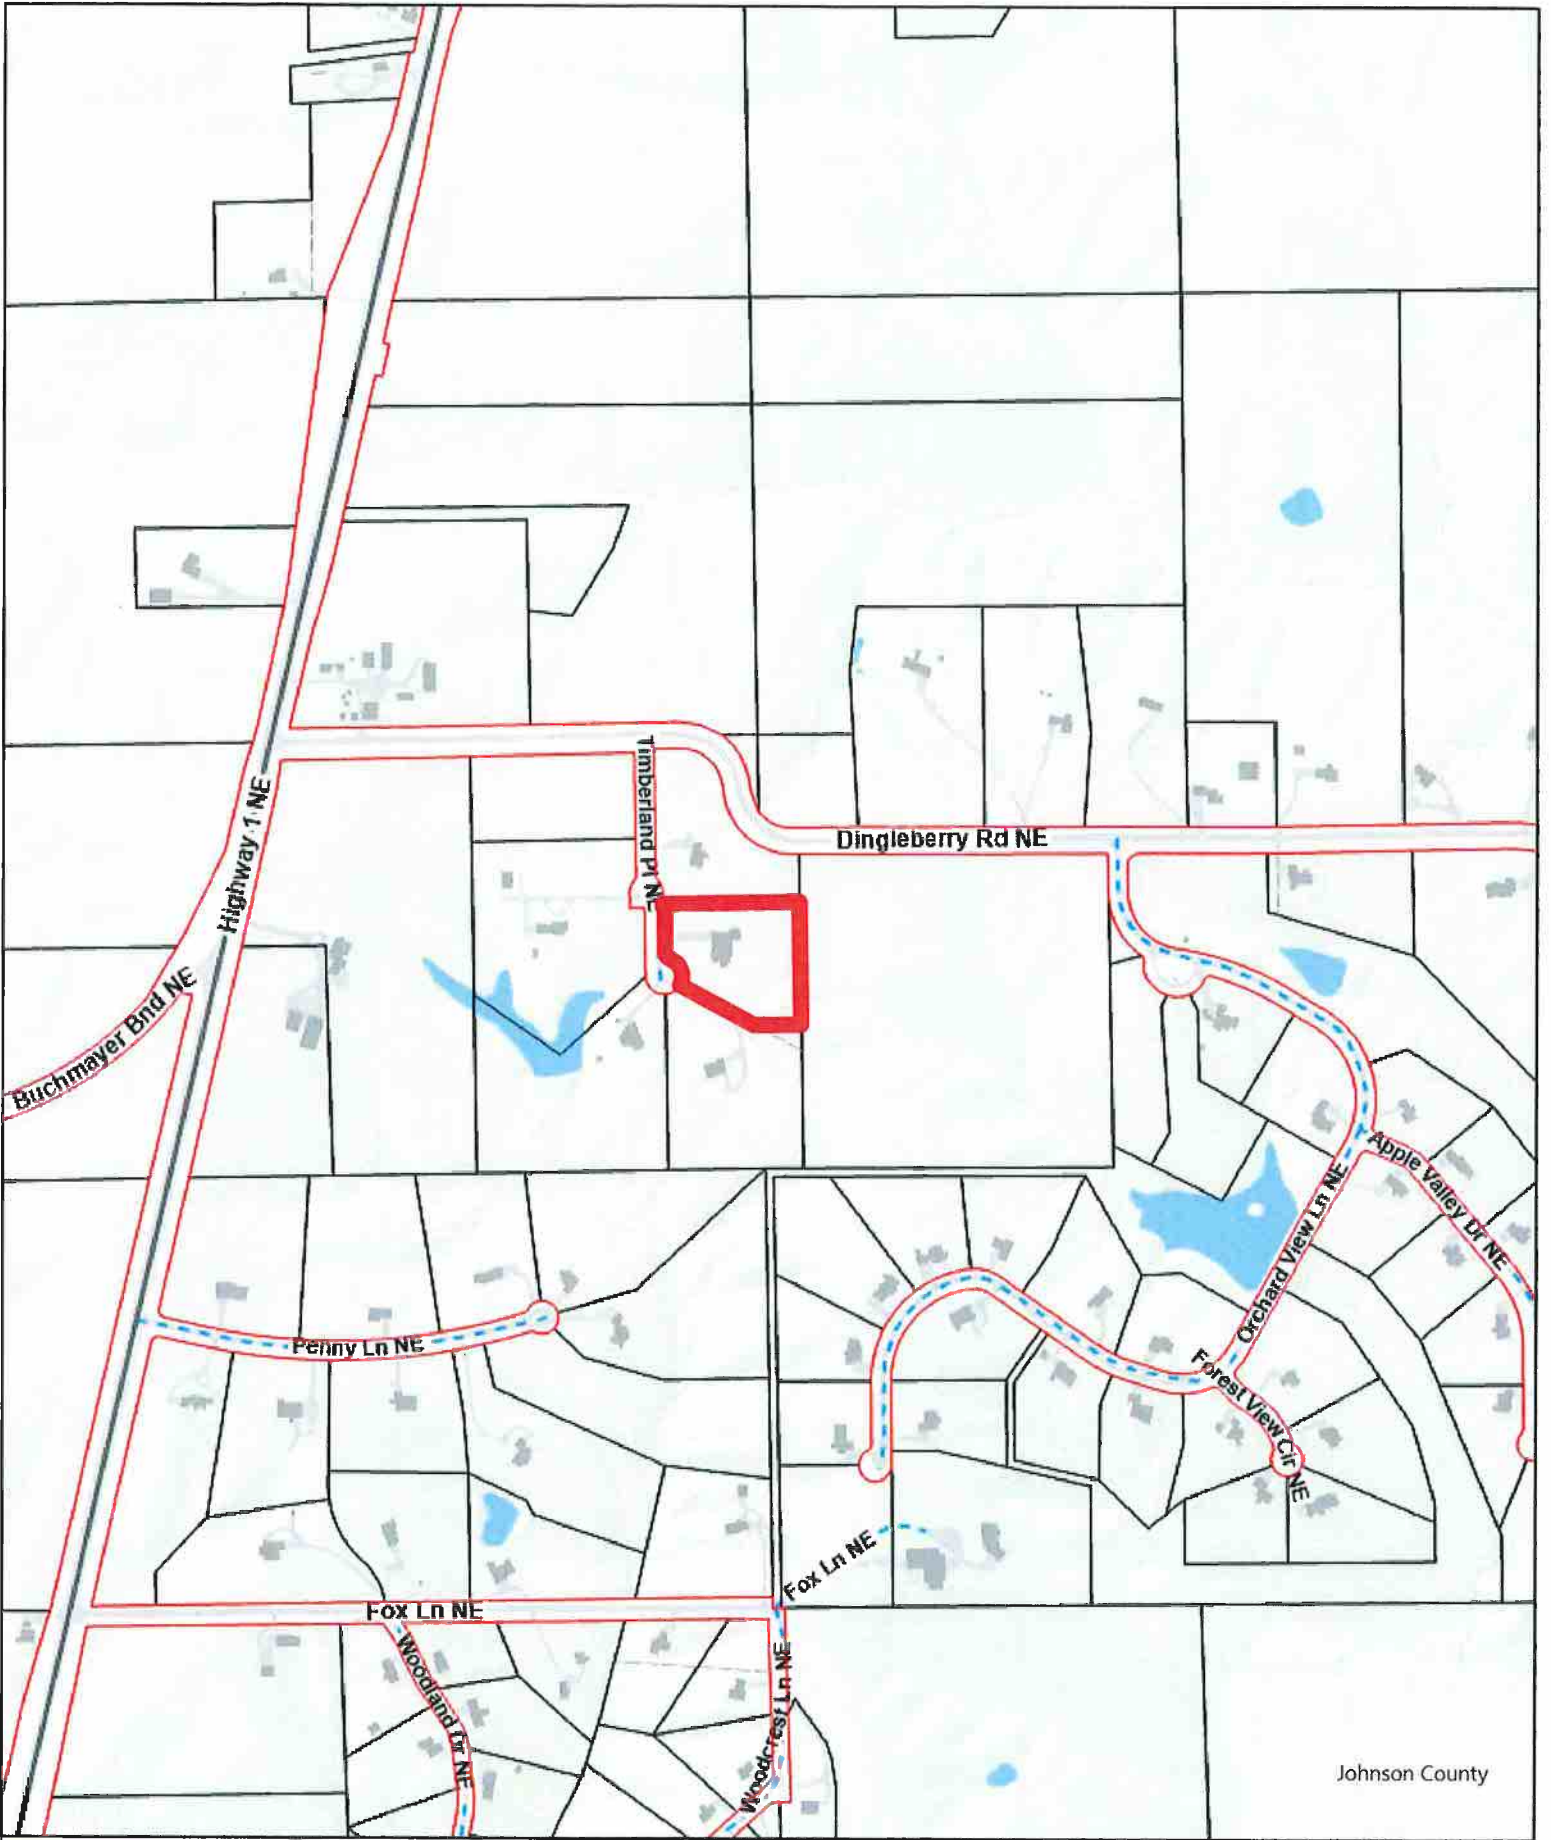 Timberland Pl NE
Highway 1 NE
Dingleberry Rd NE
Buchmayer Bnd NE
Apple Valley Dr NE
Orchard View Ln NE
Penny Ln NE
Forest View Cir NE
Fox Ln NE
Fox Ln NE
Woodland Dr NE
Woodcrest Ln NE
Johnson County